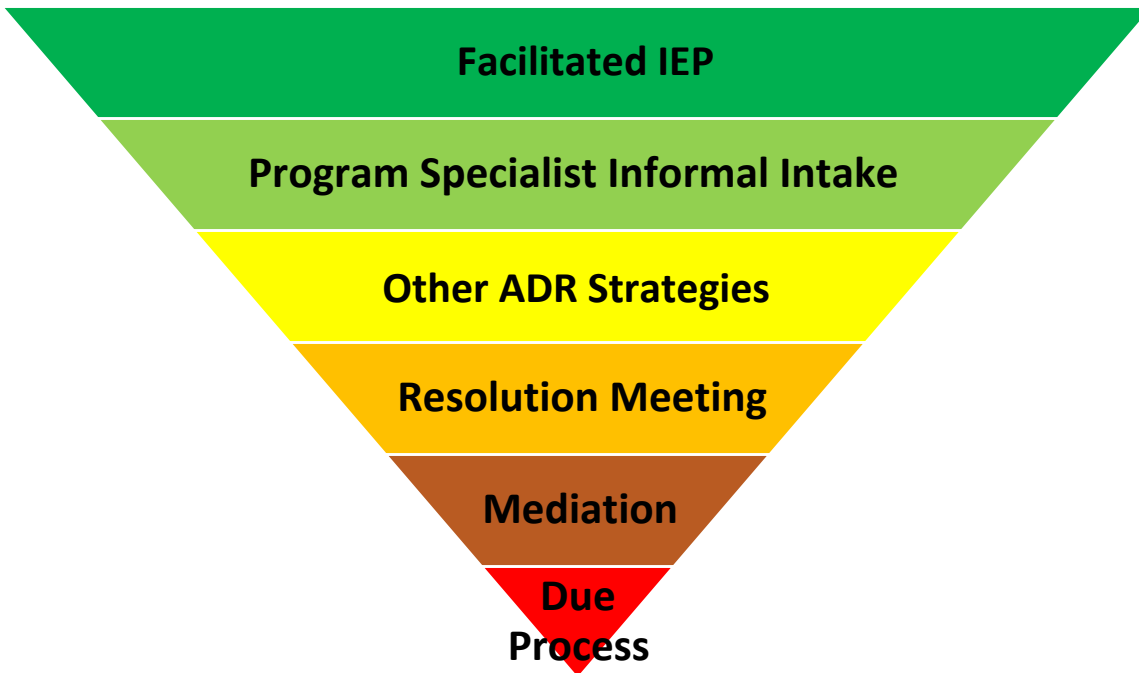 Facilitated IEP
Program Specialist Informal Intake
Other ADR Strategies
Resolution Meeting
Mediation
Due
Process